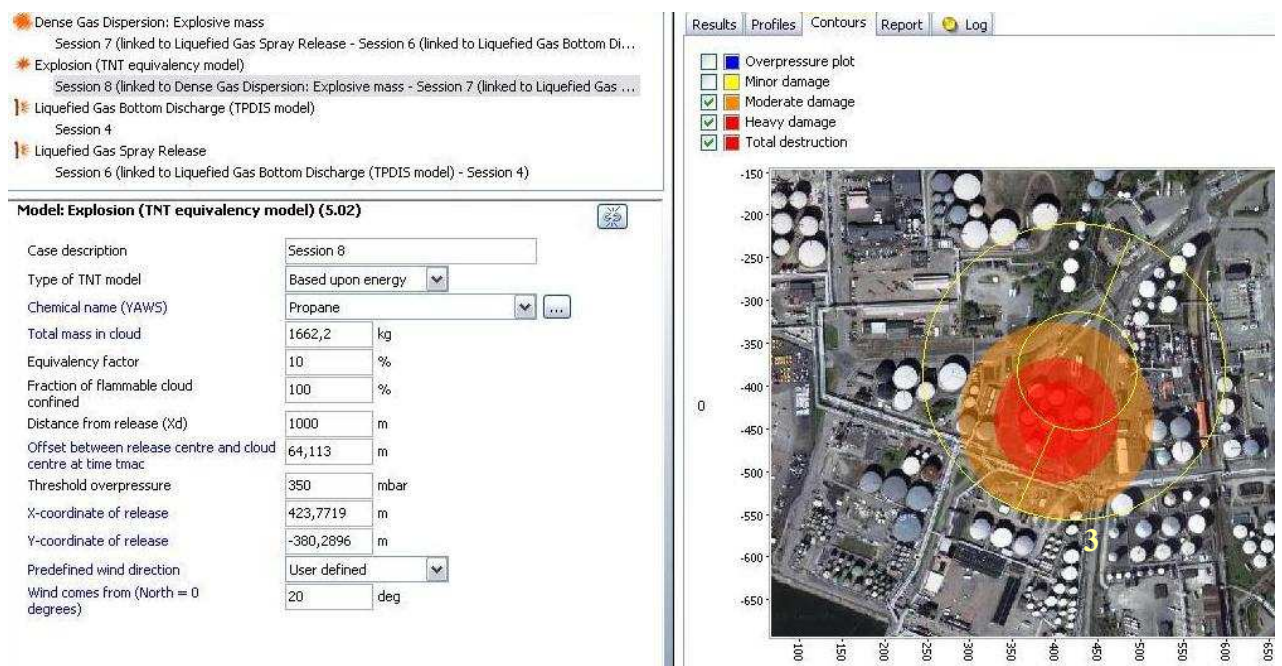 Dense Gas Dispersion: Explosive mass
Session 7 (linked to Liquefied Gas Spray Release - Session 6 (linked to Liquefied Gas Bottom Di...
Explosion (TNT equivalency model)
Session 8 (linked to Dense Gas Dispersion: Explosive mass - Session 7 (linked to Liquefied Gas ...
Liquefied Gas Bottom Discharge (TPDIS model)
Session 4
Liquefied Gas Spray Release
Session 6 (linked to Liquefied Gas Bottom Discharge (TPDIS model) - Session 4)
Model: Explosion (TNT equivalency model) (5.02)
Case description Session 8
Type of TNT model Based upon energy
Chemical name (YAWS) Propane ...
Total mass in cloud 1662,2 kg
Equivalency factor 10 %
Fraction of flammable cloud
confined 100 %
Distance from release (Xd) 1000 m
Offset between release centre and cloud
centre at time tmac 64,113 m
Threshold overpressure 350 mbar
X-coordinate of release 423,7719 m
Y-coordinate of release -380,2896 m
Predefined wind direction User defined
Wind comes from (North = 0
degrees) 20 deg
Results Profiles Contours Report Log
Overpressure plot
Minor damage
Moderate damage
Heavy damage
Total destruction
-150
-200
-250
-300
-350
-400
-450
-500
-550
-600
-650
0
3
100 150 200 250 300 350 400 450 500 550 600 650